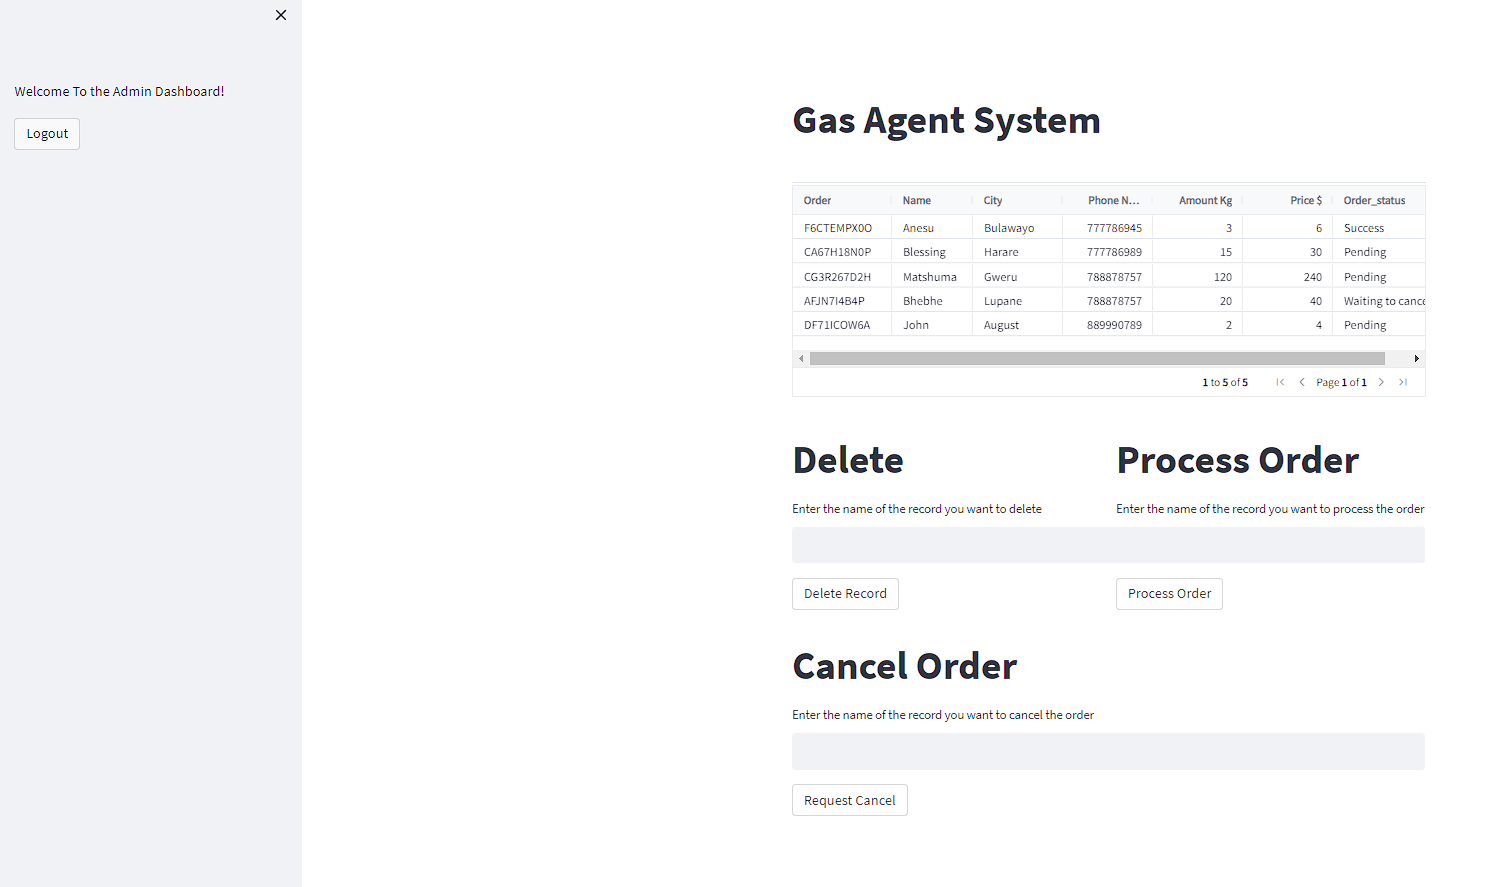 Welcome To the Admin Dashboard!
Logout
Gas Agent System
Order Name City Phone N... Amount Kg Price $ Order_status
F6CTEMPX0O Anesu Bulawayo 777786945 3 6 Success
CA67H18N0P Blessing Harare 777786989 15 30 Pending
CG3R267D2H Matshuma Gweru 788878757 120 240 Pending
AFJN7I4B4P Bhebhe Lupane 788878757 20 40 Waiting to cance
DF71ICOW6A John August 889990789 2 4 Pending
1 to 5 of 5 Page 1 of 1
Delete
Enter the name of the record you want to delete
Delete Record
Process Order
Enter the name of the record you want to process the order
Process Order
Cancel Order
Enter the name of the record you want to cancel the order
Request Cancel